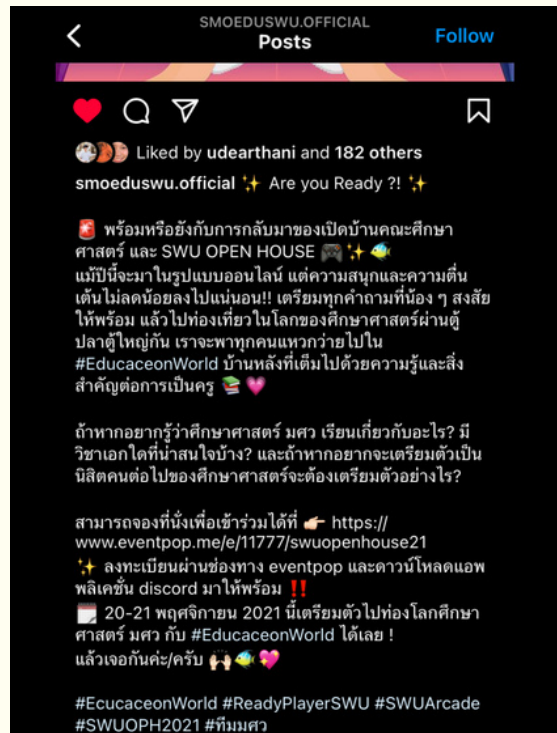 SMOEDUSWU.OFFICIAL
Posts
Follow
Liked by udearthani and 182 others
smoeduswu.official ✨ Are you Ready ?! ✨
🚨 พร้อมหรือยังกับการกลับมาของเปิดบ้านคณะศึกษา
ศาสตร์ และ SWU OPEN HOUSE 🎮✨🐠
แม้ปีนี้จะมาในรูปแบบออนไลน์ แต่ความสนุกและความตื่น
เต้นไม่ลดน้อยลงไปแน่นอน!! เตรียมทุกคำถามที่น้อง ๆ สงสัย
ให้พร้อม แล้วไปท่องเที่ยวในโลกของศึกษาศาสตร์ผ่านตู้
ปลาตู้ใหญ่กัน เราจะพาทุกคนแหวกว่ายไปใน
#EducaceonWorld บ้านหลังที่เต็มไปด้วยความรู้และสิ่ง
สำคัญต่อการเป็นครู 📚💗
ถ้าหากอยากรู้ว่าศึกษาศาสตร์ มศว เรียนเกี่ยวกับอะไร? มี
วิชาเอกใดที่น่าสนใจบ้าง? และถ้าหากอยากจะเตรียมตัวเป็น
นิสิตคนต่อไปของศึกษาศาสตร์จะต้องเตรียมตัวอย่างไร?
สามารถจองที่นั่งเพื่อเข้าร่วมได้ที่ 👉🏻 https://
www.eventpop.me/e/11777/swuopenhouse21
✨ ลงทะเบียนผ่านช่องทาง eventpop และดาวน์โหลดแอพ
พลิเคชั่น discord มาให้พร้อม ‼️
🗓 20-21 พฤศจิกายน 2021 นี้เตรียมตัวไปท่องโลกศึกษา
ศาสตร์ มศว กับ #EducaceonWorld ได้เลย !
แล้วเจอกันค่ะ/ครับ 🙌🏻🐠💖
#EcucaceonWorld #ReadyPlayerSWU #SWUArcade
#SWUOPH2021 #ทีมมศว